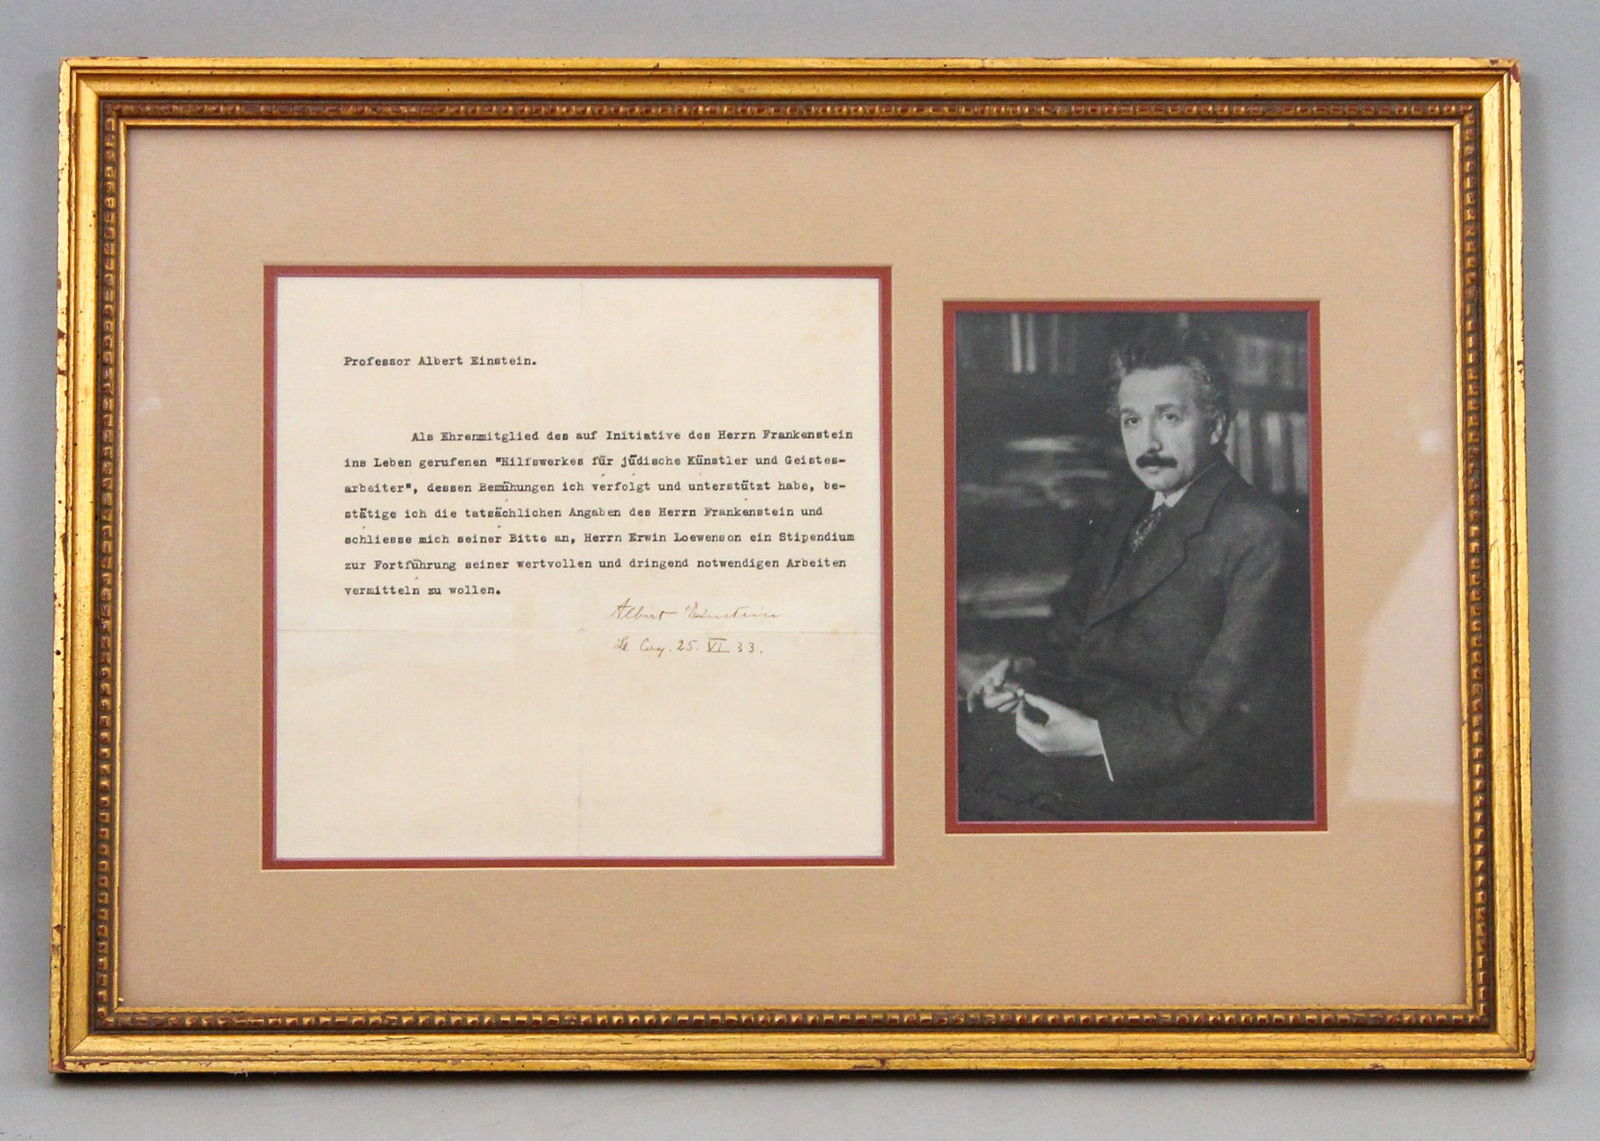 Professor Albert Einstein.
Als Ehrenmitglied des auf Initiative des Herrn Frankenstein
ins Leben gerufenen "Hilfswerkes für jüdische Künstler und Geistes-
arbeiter", dessen Bemühungen ich verfolgt und unterstützt habe, be-
stätige ich die tatsächlichen Angaben des Herrn Frankenstein und
schliesse mich seiner Bitte an, Herrn Erwin Loewenson ein Stipendium
zur Fortführung seiner wertvollen und dringend notwendigen Arbeiten
vermitteln zu wollen.
Albert Einstein
25. VI 33.